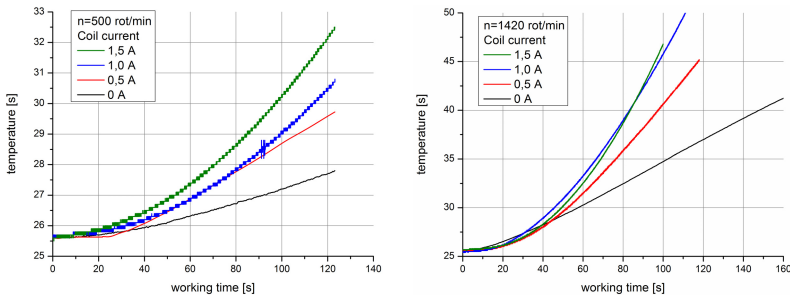 n=500 rot/min
Coil current
1,5 A
1,0 A
0,5 A
0 A
temperature [s]
33
32
31
30
29
28
27
26
25
0 20 40 60 80 100 120 140
working time [s]
n=1420 rot/min
Coil current
1,5 A
1,0 A
0,5 A
0 A
temperature [s]
50
45
40
35
30
25
0 20 40 60 80 100 120 140 160
working time [s]